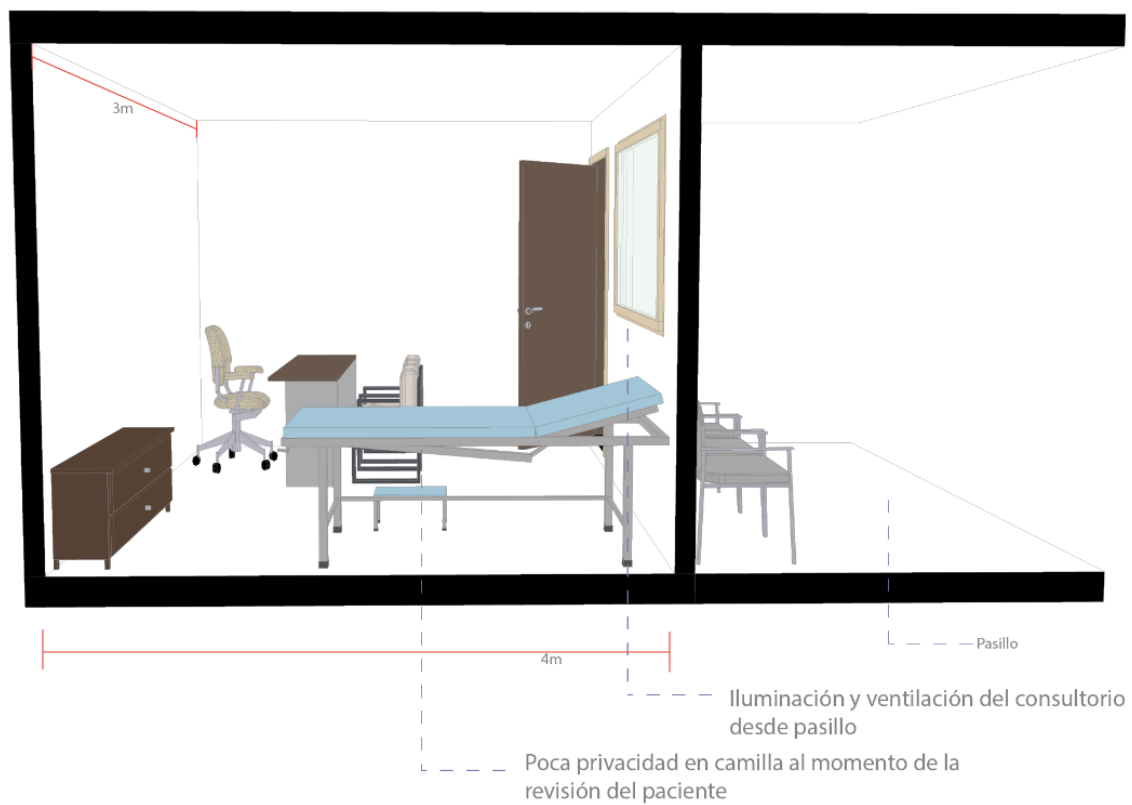 3m
4m
Pasillo
Iluminación y ventilación del consultorio
desde pasillo
Poca privacidad en camilla al momento de la
revisión del paciente